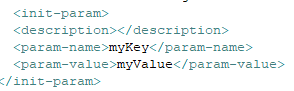 <init-param>
<description></description>
<param-name>myKey</param-name>
<param-value>myValue</param-value>
</init-param>